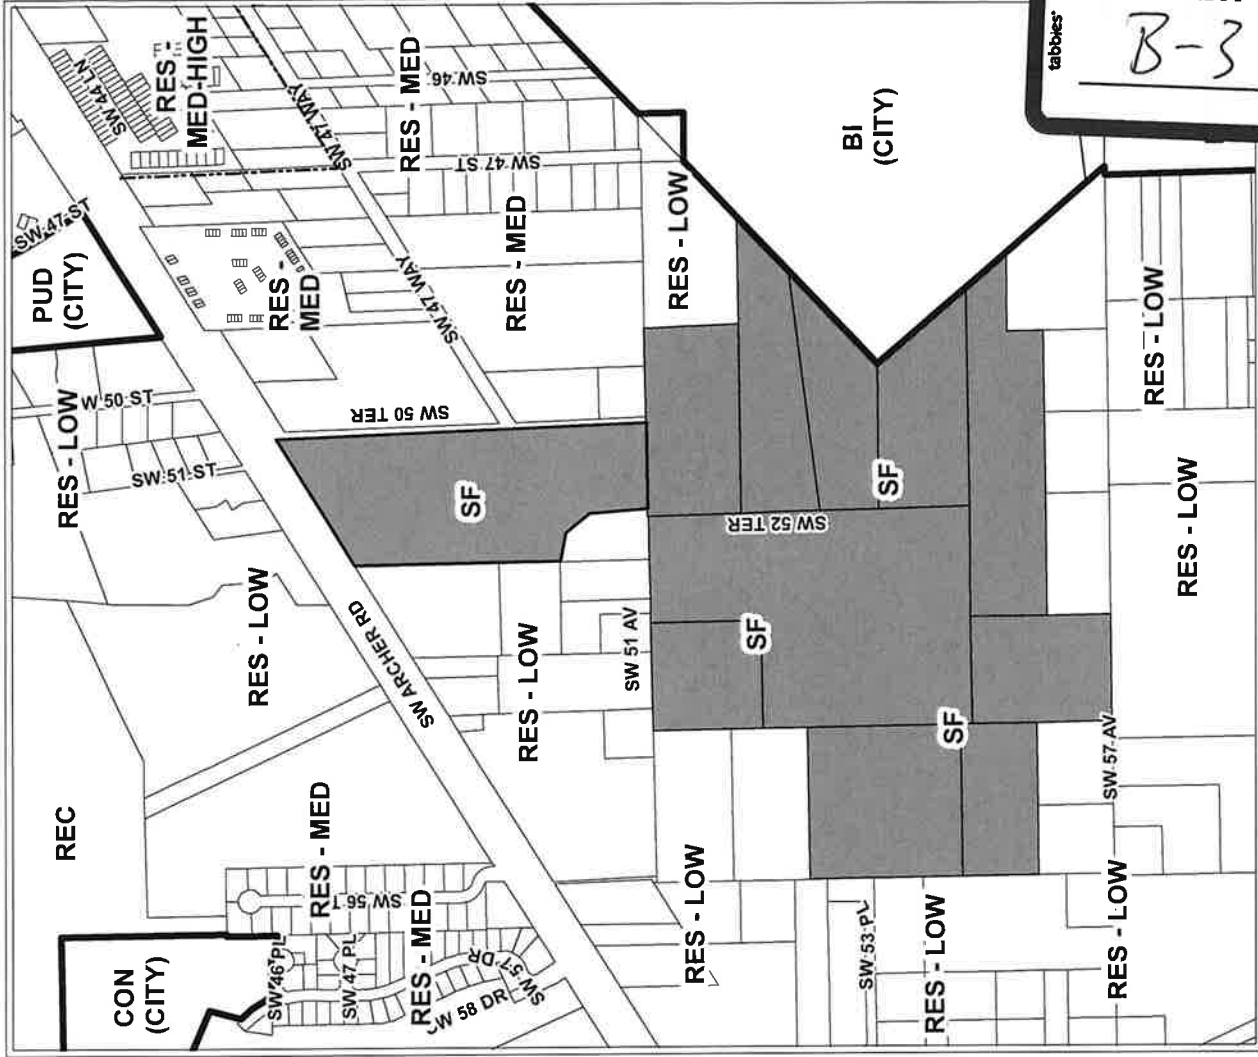 tabbies®
B-3
SW 44 LN
RES -
MED-HIGH
SW 46
SW 47 WAY
RES - MED
SW 47 ST
SW 47 ST
PUD
(CITY)
BI
(CITY)
RES -
MED
SW 47 WAY
RES - MED
RES - LOW
RES - LOW
W 50 ST
SW 50 TER
RES - LOW
SW 51 ST
SF
SF
SW 52 TER
RES - LOW
RES - LOW
SW ARCHER RD
RES - LOW
SW 51 AV
SF
SF
SW 57 AV
REC
RES - MED
SW 56 T
RES - MED
RES - LOW
SW 53 PL
RES - LOW
RES - LOW
CON
(CITY)
SW 46 PL
SW 47 PL
SW 57 DR
W 58 DR